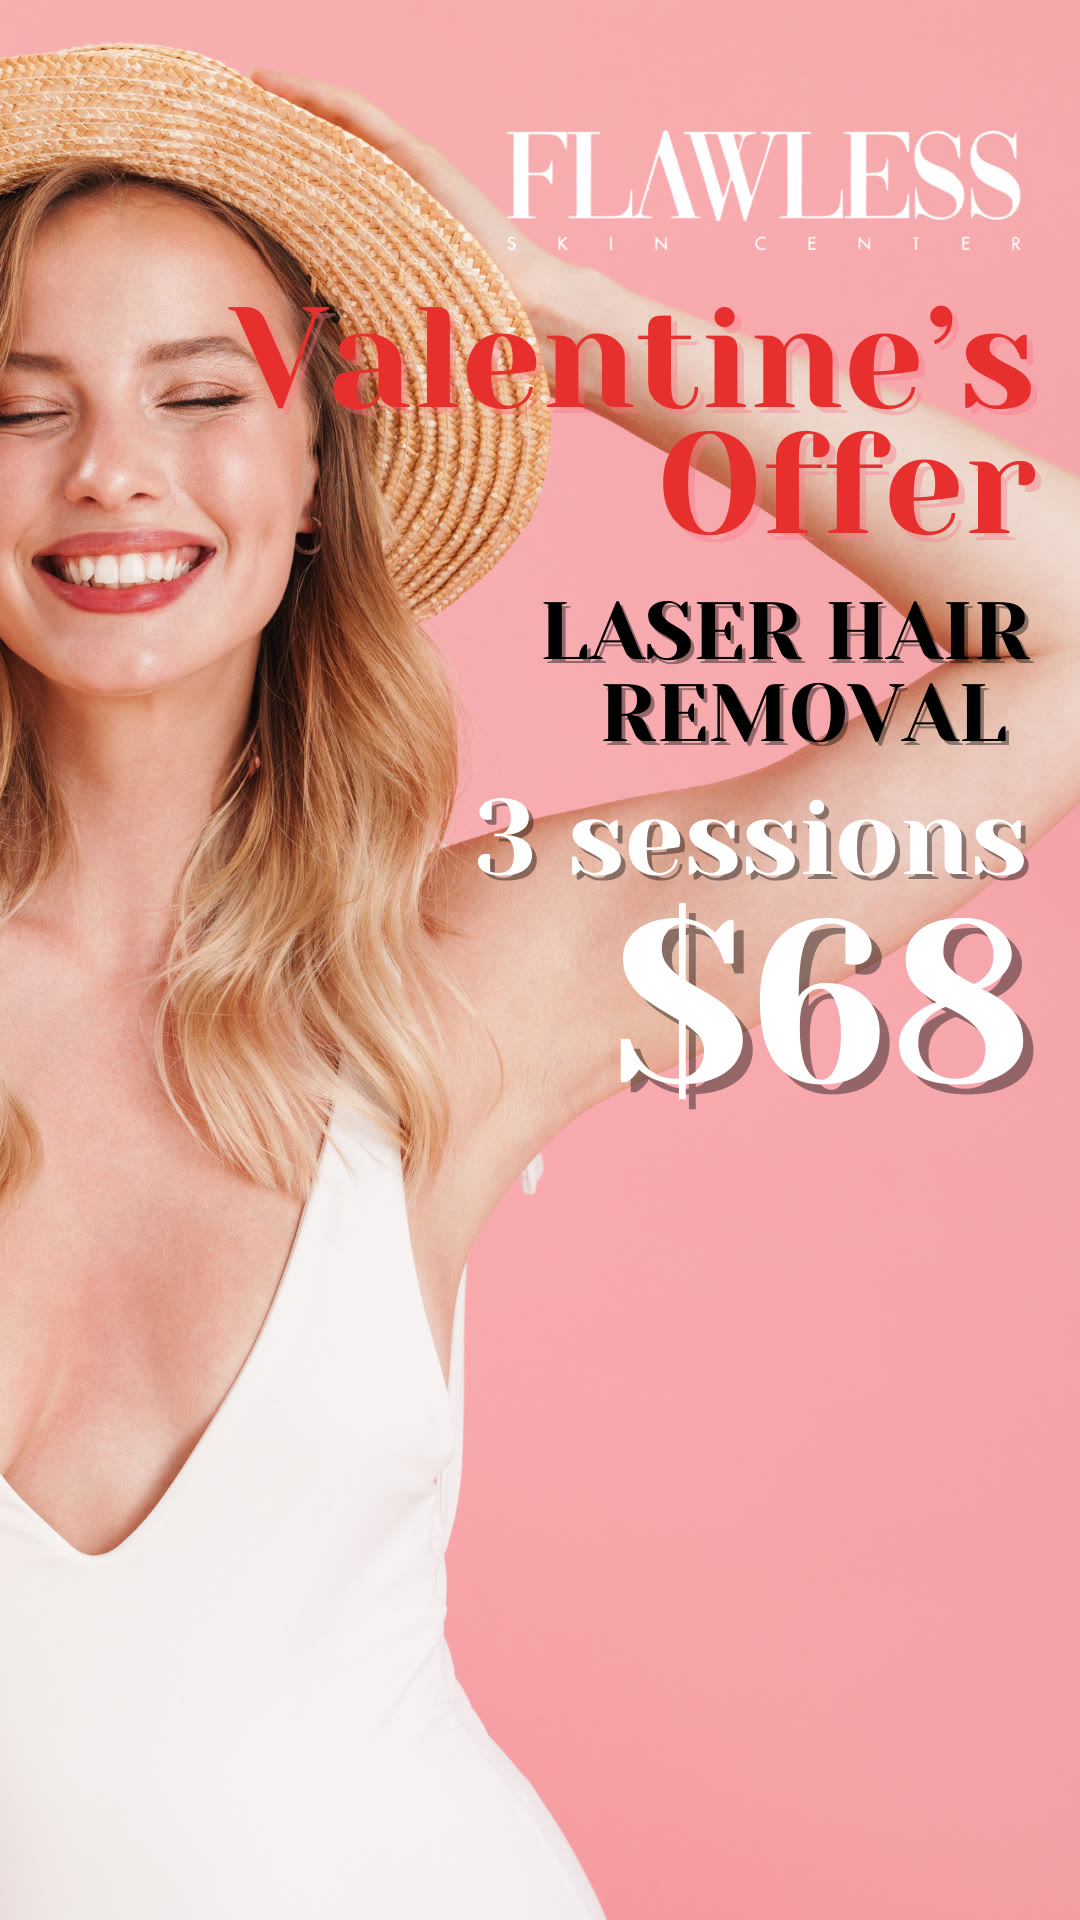 FLAWLESS
SKIN CENTER
Valentine's
Offer
LASER HAIR
REMOVAL
3 sessions
$68